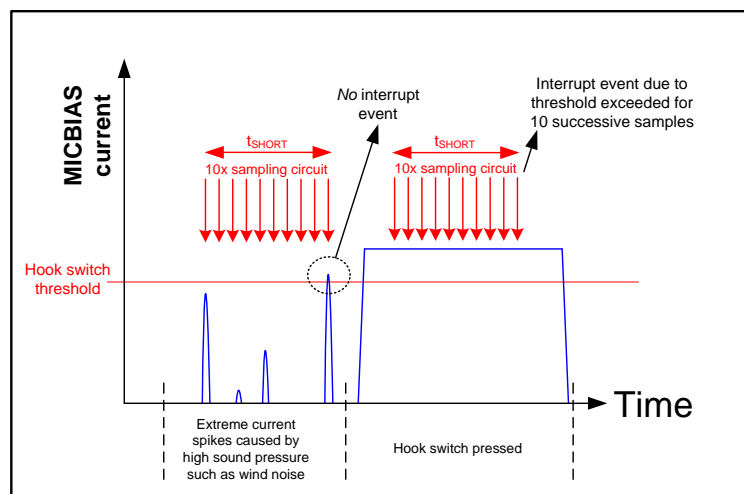 MICBIAS
current
No interrupt
event
Interrupt event due to
threshold exceeded for
10 successive samples
tSHORT
10x sampling circuit
tSHORT
10x sampling circuit
Hook switch
threshold
Time
Extreme current
spikes caused by
high sound pressure
such as wind noise
Hook switch pressed